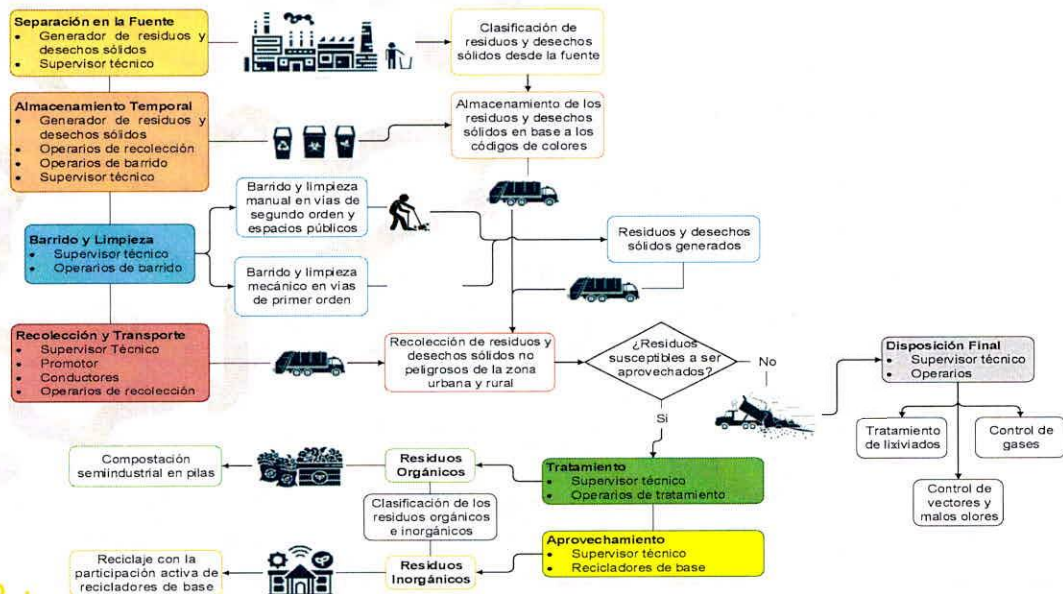 Separación en la Fuente
• Generador de residuos y
desechos sólidos
• Supervisor técnico
Clasificación de
residuos y desechos
sólidos desde la fuente
Almacenamiento Temporal
• Generador de residuos y
desechos sólidos
• Operarios de recolección
• Operarios de barrido
• Supervisor técnico
Almacenamiento de los
residuos y desechos
sólidos en base a los
códigos de colores
Barrido y limpieza
manual en vías de
segundo orden y
espacios públicos
Barrido y Limpieza
• Supervisor técnico
• Operarios de barrido
Residuos y desechos
sólidos generados
Barrido y limpieza
mecánico en vías
de primer orden
Recolección y Transporte
• Supervisor Técnico
• Promotor
• Conductores
• Operarios de recolección
Recolección de residuos y
desechos sólidos no
peligrosos de la zona
urbana y rural
¿Residuos
susceptibles a ser
aprovechados?
No
Si
Disposición Final
• Supervisor técnico
• Operarios
Tratamiento
de lixiviados
Control de
gases
Control de
vectores y
malos olores
Compostación
semiindustrial en pilas
Residuos
Orgánicos
Tratamiento
• Supervisor técnico
• Operarios de tratamiento
Clasificación de los
residuos orgánicos
e inorgánicos
Aprovechamiento
• Supervisor técnico
• Recicladores de base
Reciclaje con la
participación activa de
recicladores de base
Residuos
Inorgánicos